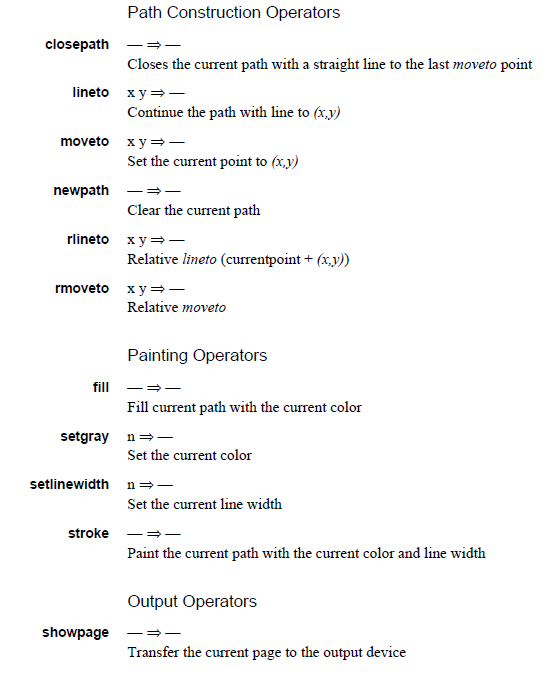 Path Construction Operators
closepath — ⇒ —
Closes the current path with a straight line to the last moveto point
lineto x y ⇒ —
Continue the path with line to (x,y)
moveto x y ⇒ —
Set the current point to (x,y)
newpath — ⇒ —
Clear the current path
rlineto x y ⇒ —
Relative lineto (currentpoint + (x,y))
rmoveto x y ⇒ —
Relative moveto
Painting Operators
fill — ⇒ —
Fill current path with the current color
setgray n ⇒ —
Set the current color
setlinewidth n ⇒ —
Set the current line width
stroke — ⇒ —
Paint the current path with the current color and line width
Output Operators
showpage — ⇒ —
Transfer the current page to the output device